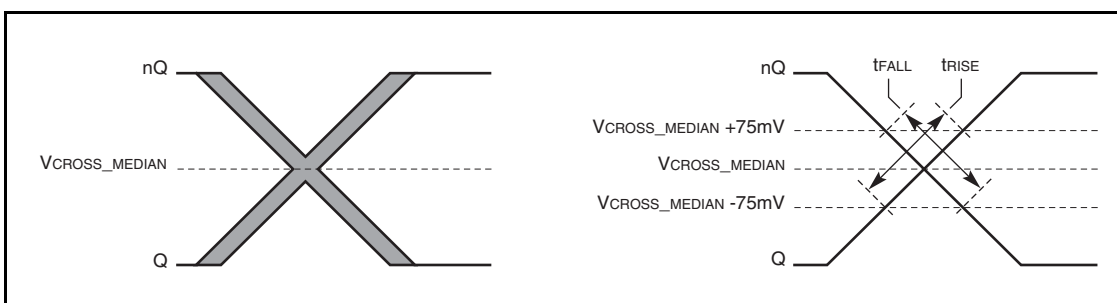 nQ
VCROSS_MEDIAN
Q
nQ
tFALL
tRISE
VCROSS_MEDIAN +75mV
VCROSS_MEDIAN
VCROSS_MEDIAN -75mV
Q